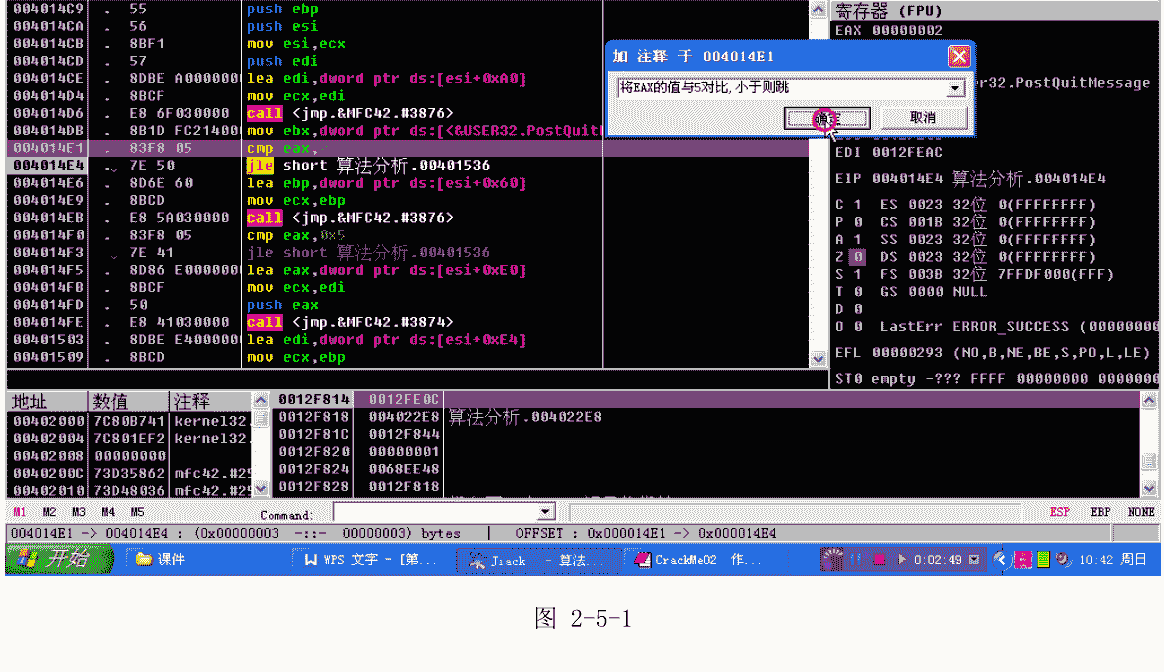 004014C9 . 55 push ebp
004014CA . 56 push esi
004014CB . 8BF1 mov esi,ecx
004014CD . 57 push edi
004014CE . 8DBE A0000000 lea edi,dword ptr ds:[esi+0xA0]
004014D4 . 8BCF mov ecx,edi
004014D6 . E8 6F030000 call <jmp.&MFC42.#3876>
004014DB . 8B1D FC21400 mov ebx,dword ptr ds:[<&USER32.PostQuit
004014E1 . 83F8 05 cmp eax,
004014E4 . 7E 50 jle short 算法分析.00401536
004014E6 . 8D6E 60 lea ebp,dword ptr ds:[esi+0x60]
004014E9 . 8BCD mov ecx,ebp
004014EB . E8 5A030000 call <jmp.&MFC42.#3876>
004014F0 . 83F8 05 cmp eax,0x5
004014F3 . 7E 41 jle short 算法分析.00401536
004014F5 . 8D86 E0000000 lea eax,dword ptr ds:[esi+0xE0]
004014FB . 8BCF mov ecx,edi
004014FD . 50 push eax
004014FE . E8 41030000 call <jmp.&MFC42.#3874>
00401503 . 8DBE E4000000 lea edi,dword ptr ds:[esi+0xE4]
00401509 . 8BCD mov ecx,ebp
寄存器 (FPU)
EAX 00000002
er32.PostQuitMessage
加 注释 于 004014E1
将EAX的值与5对比,小于则跳
取消
EDI 0012FEAC
EIP 004014E4 算法分析.004014E4
C 1 ES 0023 32位 0(FFFFFFFF)
P 0 CS 001B 32位 0(FFFFFFFF)
A 1 SS 0023 32位 0(FFFFFFFF)
Z 0 DS 0023 32位 0(FFFFFFFF)
S 1 FS 003B 32位 7FFDF000(FFF)
T 0 GS 0000 NULL
D 0
O 0 LastErr ERROR_SUCCESS (00000000
EFL 00000293 (NO,B,NE,BE,S,PO,L,LE)
ST0 empty -??? FFFF 00000000 0000000
地址 数值 注释
00402000 7C80B741 kernel32.
00402004 7C801EF2 kernel32.
00402008 00000000
0040200C 73D35862 mfc42.#25
00402010 73D48036 mfc42.#25
0012F814 0012FE0C
0012F818 004022E8 算法分析.004022E8
0012F81C 0012F844
0012F820 00000001
0012F824 0068EE48
0012F828 0012F818
M1 M2 M3 M4 M5 Command: ESP EBP NONE
004014E1 -> 004014E4 : (0x00000003 -::- 00000003) bytes | OFFSET : 0x000014E1 -> 0x000014E4
开始 课件 WPS 文字 - [第... Jiack - 算法... CrackMe02 作... 0:02:49 10:42 周日
图 2-5-1